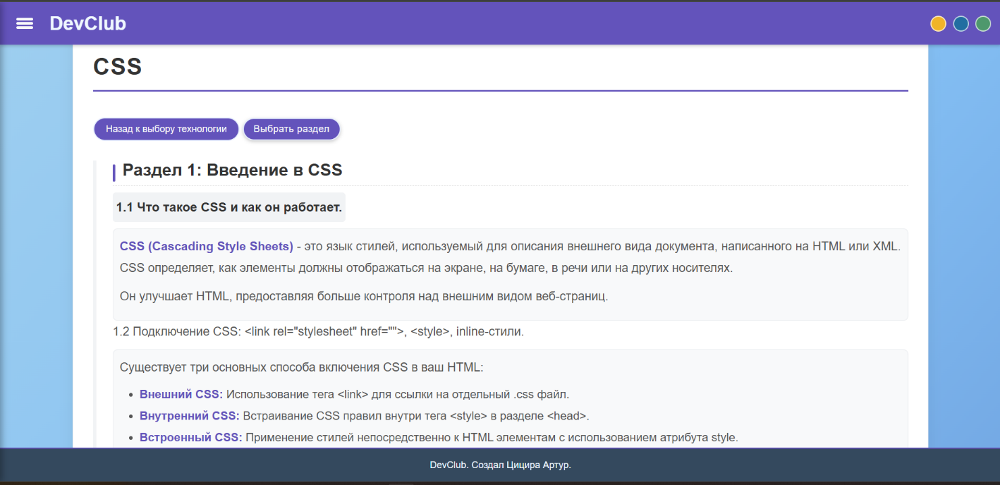 DevClub
CSS
Назад к выбору технологии
Выбрать раздел
Раздел 1: Введение в CSS
1.1 Что такое CSS и как он работает.
CSS (Cascading Style Sheets) - это язык стилей, используемый для описания внешнего вида документа, написанного на HTML или XML.
CSS определяет, как элементы должны отображаться на экране, на бумаге, в речи или на других носителях.
Он улучшает HTML, предоставляя больше контроля над внешним видом веб-страниц.
1.2 Подключение CSS: <link rel="stylesheet" href="">, <style>, inline-стили.
Существует три основных способа включения CSS в ваш HTML:
• Внешний CSS: Использование тега <link> для ссылки на отдельный .css файл.
• Внутренний CSS: Встраивание CSS правил внутри тега <style> в разделе <head>.
• Встроенный CSS: Применение стилей непосредственно к HTML элементам с использованием атрибута style.
DevClub. Создал Цицира Артур.